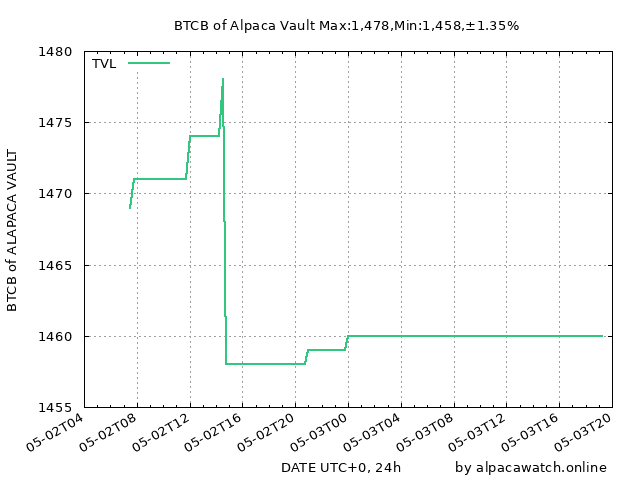 BTCB of Alpaca Vault Max:1,478,Min:1,458,±1.35%
TVL
BTCB of ALAPACA VAULT
1480
1475
1470
1465
1460
1455
05-02T04
05-02T08
05-02T12
05-02T16
05-02T20
05-03T00
05-03T04
05-03T08
05-03T12
05-03T16
05-03T20
DATE UTC+0, 24h
by alpacawatch.online